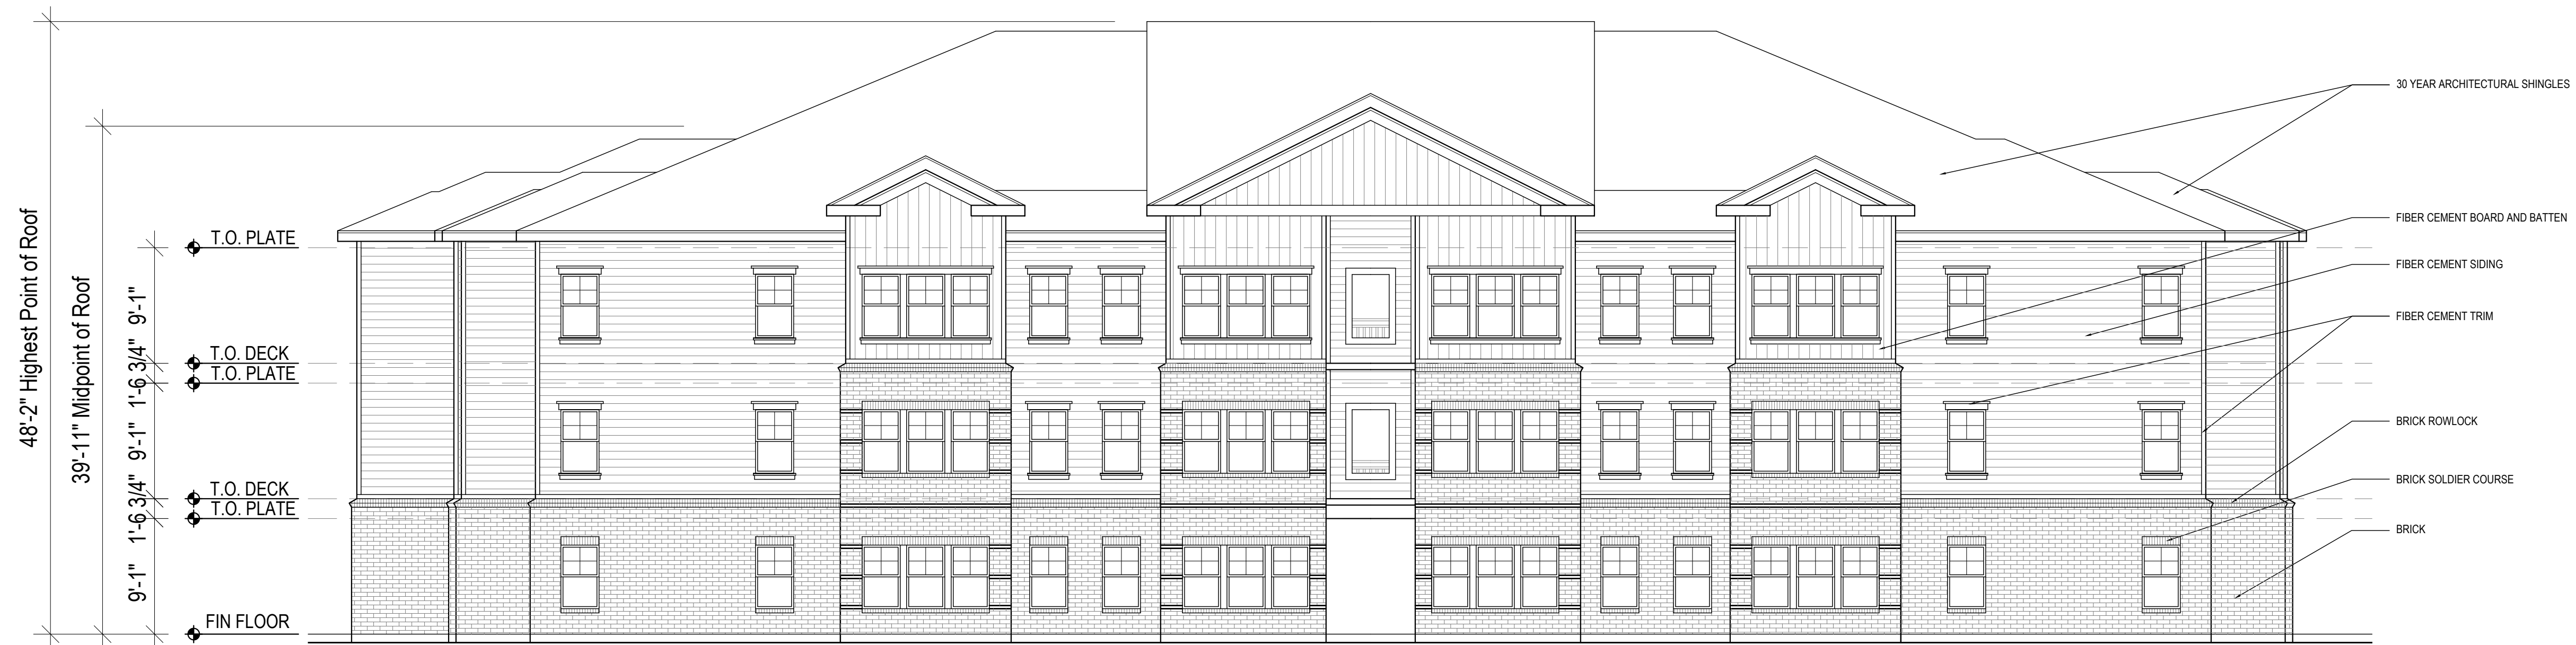 48'-2" Highest Point of Roof
39'-11" Midpoint of Roof
9'-1"
1'-6 3/4"
9'-1"
1'-6 3/4"
9'-1"
T.O. PLATE
T.O. DECK
T.O. PLATE
T.O. DECK
T.O. PLATE
FIN FLOOR
30 YEAR ARCHITECTURAL SHINGLES
FIBER CEMENT BOARD AND BATTEN
FIBER CEMENT SIDING
FIBER CEMENT TRIM
BRICK ROWLOCK
BRICK SOLDIER COURSE
BRICK